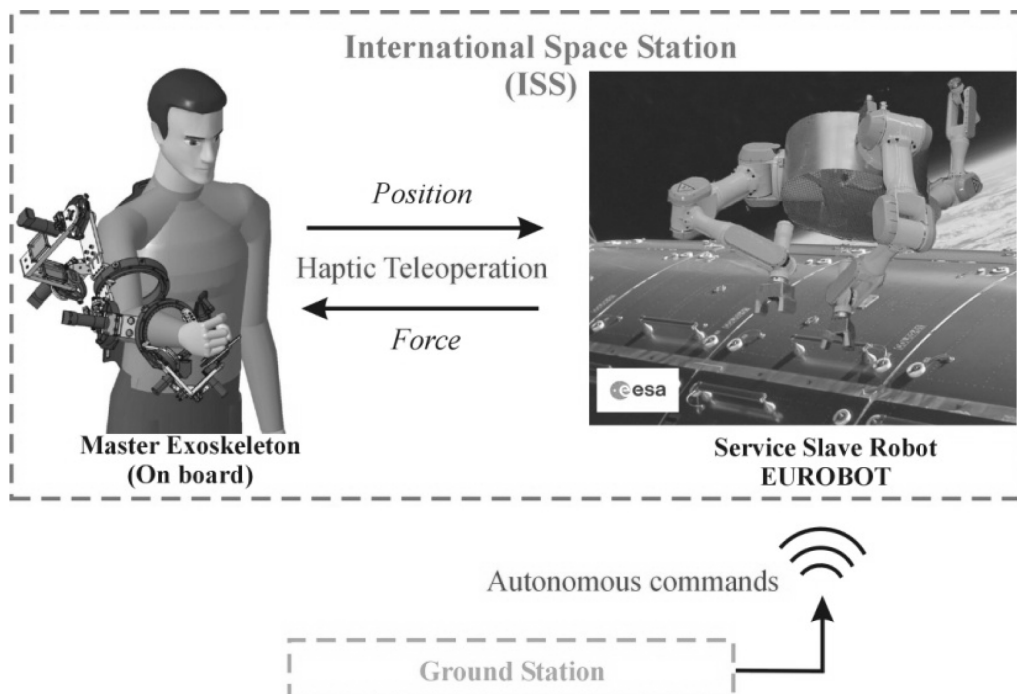 International Space Station
(ISS)
Position
Haptic Teleoperation
Force
esa
Master Exoskeleton
(On board)
Service Slave Robot
EUROBOT
Autonomous commands
Ground Station